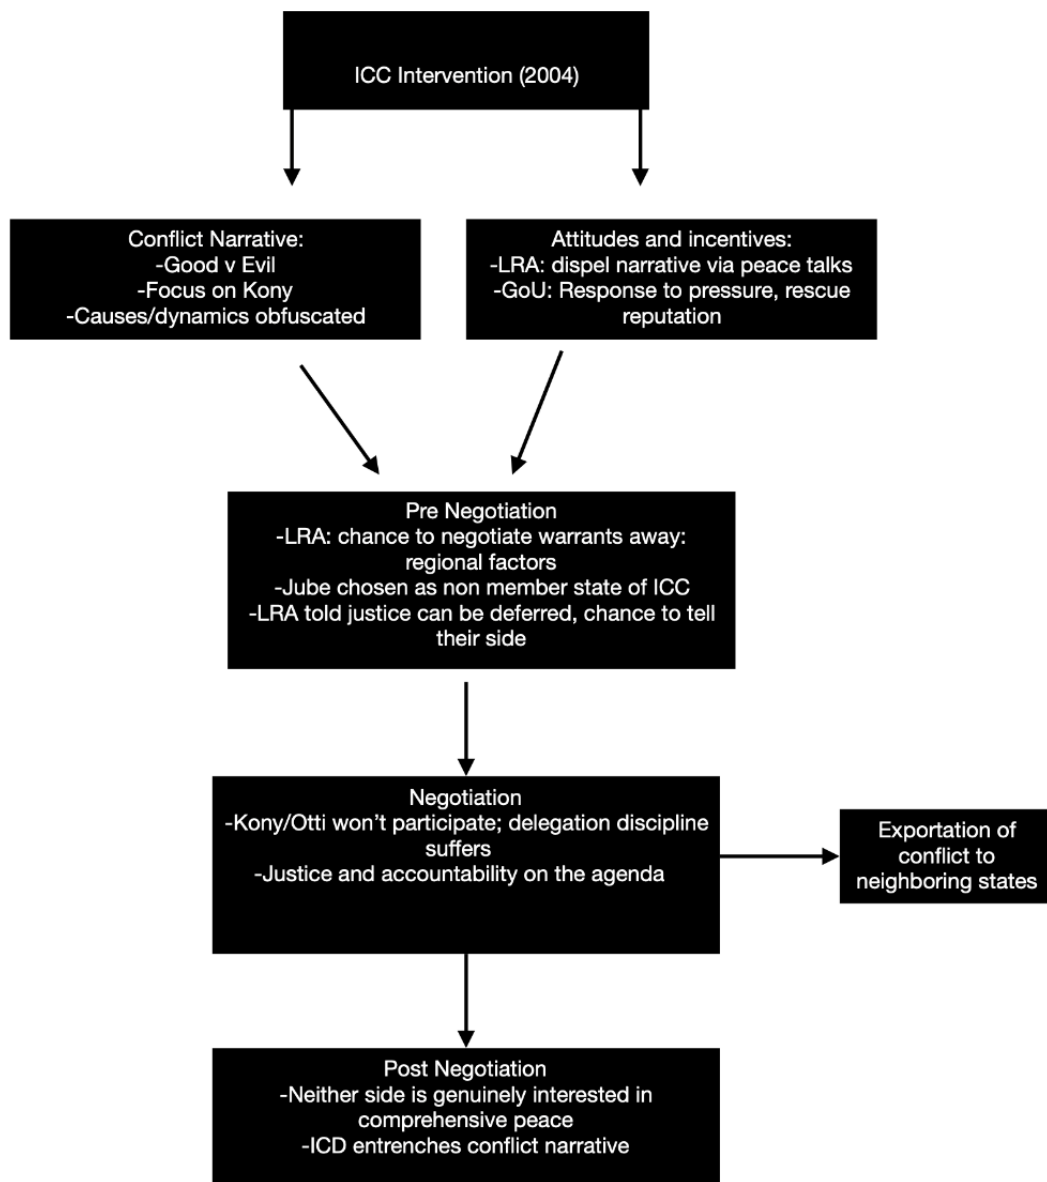 ICC Intervention (2004)
Conflict Narrative:
-Good v Evil
-Focus on Kony
-Causes/dynamics obfuscated
Attitudes and incentives:
-LRA: dispel narrative via peace talks
-GoU: Response to pressure, rescue
reputation
Pre Negotiation
-LRA: chance to negotiate warrants away:
regional factors
-Jube chosen as non member state of ICC
-LRA told justice can be deferred, chance to tell
their side
Negotiation
-Kony/Otti won’t participate; delegation discipline
suffers
-Justice and accountability on the agenda
Exportation of
conflict to
neighboring states
Post Negotiation
-Neither side is genuinely interested in
comprehensive peace
-ICD entrenches conflict narrative